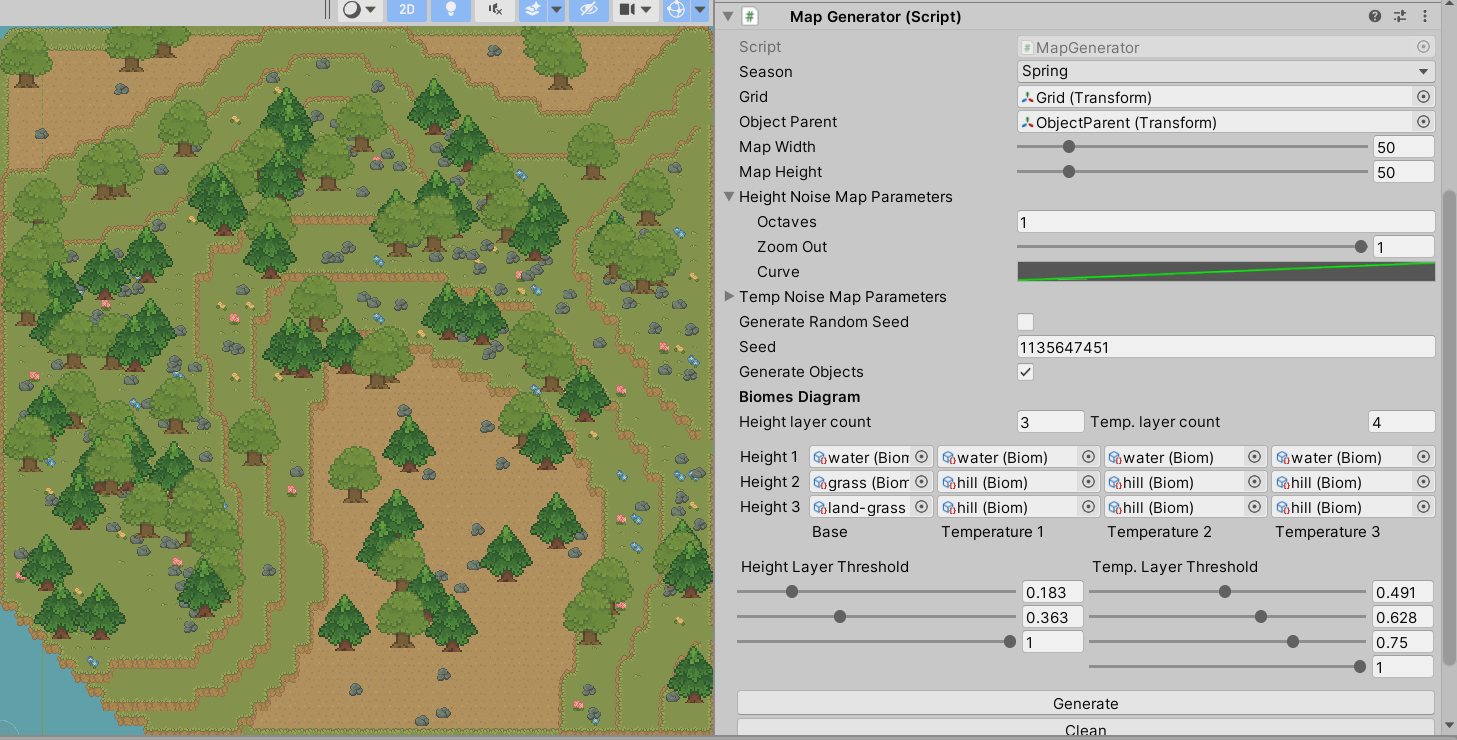 2D
# Map Generator (Script)
Script # MapGenerator
Season Spring
Grid Grid (Transform)
Object Parent ObjectParent (Transform)
Map Width 50
Map Height 50
Height Noise Map Parameters
Octaves 1
Zoom Out 1
Curve
Temp Noise Map Parameters
Generate Random Seed
Seed 1135647451
Generate Objects
Biomes Diagram
Height layer count 3 Temp. layer count 4
Height 1 water (Biom water (Biom) water (Biom) water (Biom)
Height 2 grass (Biom hill (Biom) hill (Biom) hill (Biom)
Height 3 land-grass hill (Biom) hill (Biom) hill (Biom)
Base Temperature 1 Temperature 2 Temperature 3
Height Layer Threshold Temp. Layer Threshold
0.183 0.491
0.363 0.628
1 0.75
1
Generate
Clean